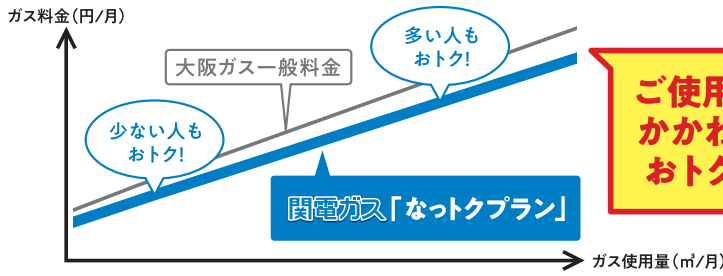 ガス料金(円/月)
多い人も
おトク!
大阪ガス一般料金
ご使用
かかわ
おトク
少ない人も
おトク!
関電ガス「なっトクプラン」
ガス使用量(㎥/月)